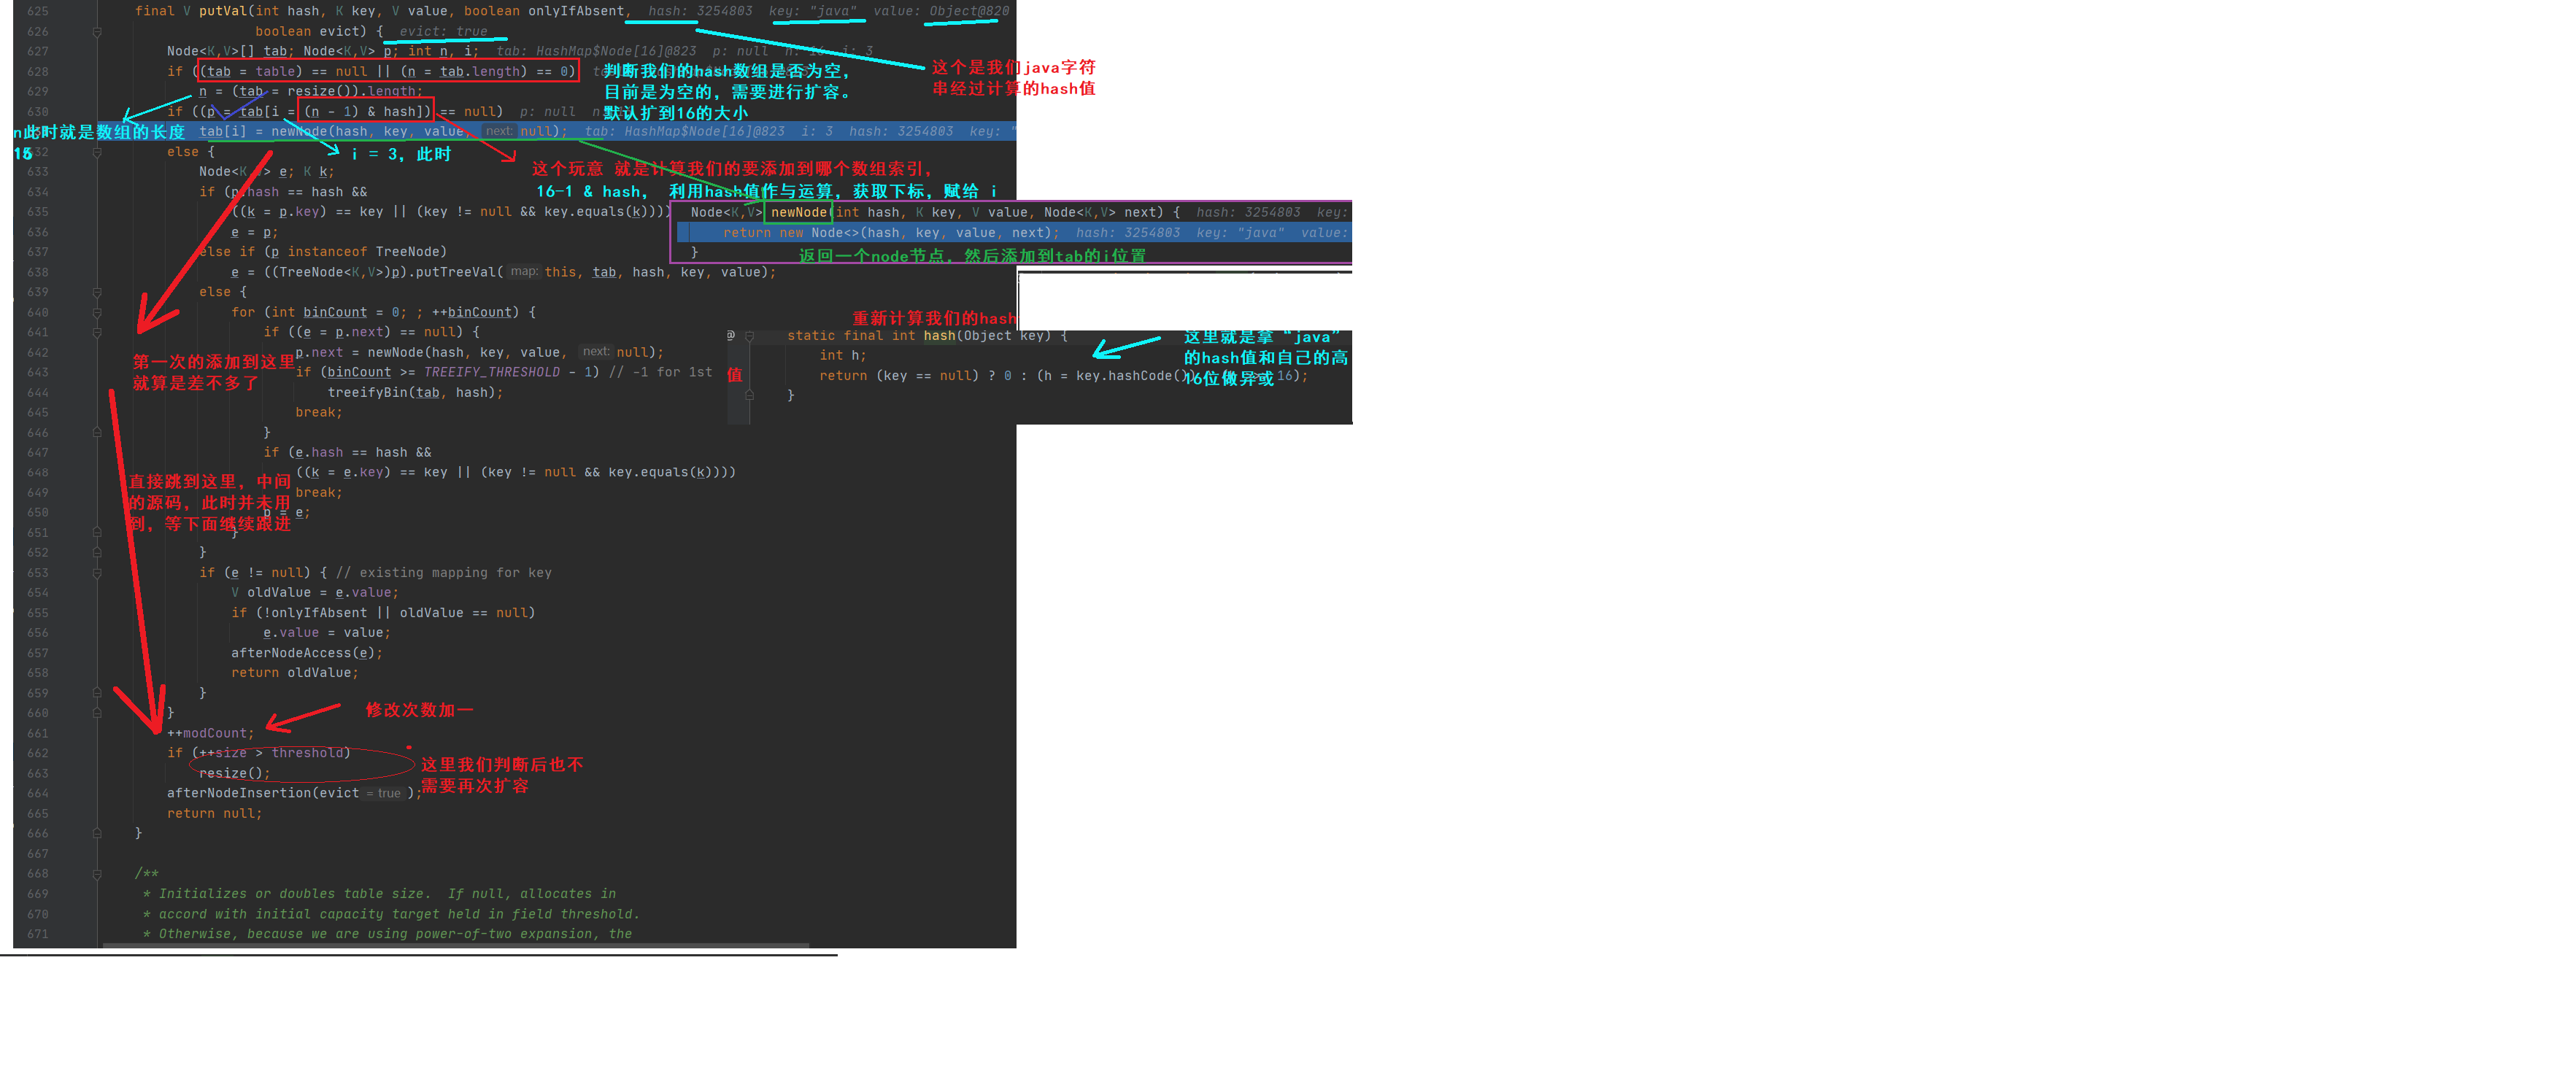 625 final V putVal(int hash, K key, V value, boolean onlyIfAbsent, hash: 3254803 key: "java" value: Object@820
626 boolean evict) { evict: true
627 Node<K,V>[] tab; Node<K,V> p; int n, i; tab: HashMap$Node[16]@823 p: null n: 16 i: 3
628 if ((tab = table) == null || (n = tab.length) == 0)
判断我们的hash数组是否为空，
目前是为空的，需要进行扩容。
默认扩到16的大小
这个是我们java字符
串经过计算的hash值
629 n = (tab = resize()).length;
630 if ((p = tab[i = (n - 1) & hash]) == null) p: null
n此时就是数组的长度
tab[i] = newNode(hash, key, value, next: null); tab: HashMap$Node[16]@823 i: 3 hash: 3254803 key: "
632 else {
i = 3，此时
这个玩意 就是计算我们的要添加到哪个数组索引，
16-1 & hash， 利用hash值作与运算，获取下标，赋给 i
633 Node<K,V> e; K k;
634 if (p.hash == hash &&
635 ((k = p.key) == key || (key != null && key.equals(k))))
636 e = p;
Node<K,V> newNode(int hash, K key, V value, Node<K,V> next) { hash: 3254803 key:
return new Node<>(hash, key, value, next); hash: 3254803 key: "java" value:
}
返回一个node节点，然后添加到tab的i位置
637 else if (p instanceof TreeNode)
638 e = ((TreeNode<K,V>)p).putTreeVal( map: this, tab, hash, key, value);
639 else {
640 for (int binCount = 0; ; ++binCount) {
641 if ((e = p.next) == null) {
642 p.next = newNode(hash, key, value, next: null);
643 if (binCount >= TREEIFY_THRESHOLD - 1) // -1 for 1st
644 treeifyBin(tab, hash);
645 break;
第一次的添加到这里
就算是差不多了
重新计算我们的hash
值
@ static final int hash(Object key) {
int h;
return (key == null) ? 0 : (h = key.hashCode()) 16);
}
这里就是拿“java”
的hash值和自己的高
16位做异或
646 }
647 if (e.hash == hash &&
648 ((k = e.key) == key || (key != null && key.equals(k))))
649 break;
650 p = e;
651 }
直接跳到这里，中间
的源码，此时并未用
到，等下面继续跟进
652 }
653 if (e != null) { // existing mapping for key
654 V oldValue = e.value;
655 if (!onlyIfAbsent || oldValue == null)
656 e.value = value;
657 afterNodeAccess(e);
658 return oldValue;
659 }
660 }
661 ++modCount;
修改次数加一
662 if (++size > threshold)
663 resize();
这里我们判断后也不
需要再次扩容
664 afterNodeInsertion(evict = true );
665 return null;
666 }
667
668 /**
669 * Initializes or doubles table size. If null, allocates in
670 * accord with initial capacity target held in field threshold.
671 * Otherwise, because we are using power-of-two expansion, the